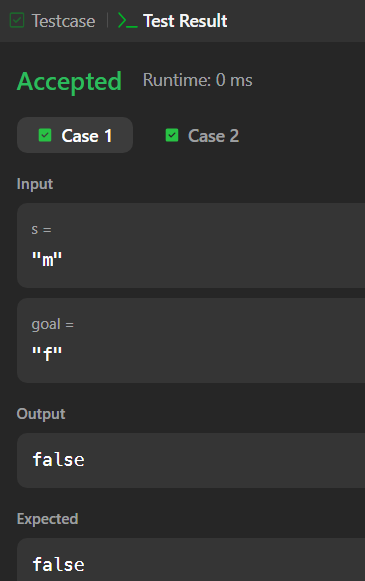 Testcase
Test Result
Accepted
Runtime: 0 ms
Case 1
Case 2
Input
s =
"m"
goal =
"f"
Output
false
Expected
false